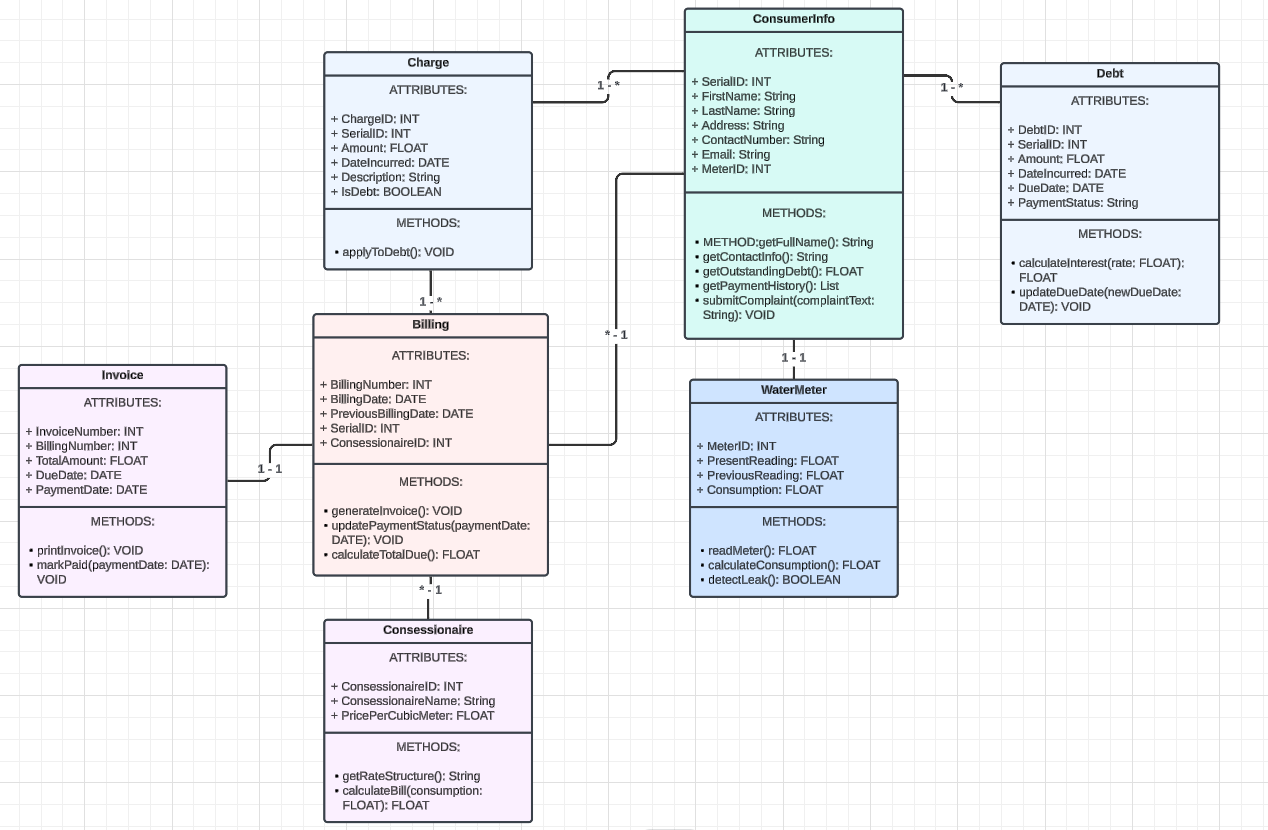 ConsumerInfo
ATTRIBUTES:
+ SerialID: INT
+ FirstName: String
+ LastName: String
+ Address: String
+ ContactNumber: String
+ Email: String
+ MeterID: INT
METHODS:
• METHOD:getFullName(): String
• getContactInfo(): String
• getOutstandingDebt(): FLOAT
• getPaymentHistory(): List
• submitComplaint(complaintText:
String): VOID
Charge
ATTRIBUTES:
+ ChargeID: INT
+ SerialID: INT
+ Amount: FLOAT
+ DateIncurred: DATE
+ Description: String
+ IsDebt: BOOLEAN
METHODS:
• applyToDebt(): VOID
1 - *
1 - *
Debt
ATTRIBUTES:
+ DebtID: INT
+ SerialID: INT
+ Amount: FLOAT
+ DateIncurred: DATE
+ DueDate: DATE
+ PaymentStatus: String
METHODS:
• calculateInterest(rate: FLOAT):
FLOAT
• updateDueDate(newDueDate:
DATE): VOID
1 - *
* - 1
1 - 1
Billing
ATTRIBUTES:
+ BillingNumber: INT
+ BillingDate: DATE
+ PreviousBillingDate: DATE
+ SerialID: INT
+ ConsessionaireID: INT
METHODS:
• generateInvoice(): VOID
• updatePaymentStatus(paymentDate:
DATE): VOID
• calculateTotalDue(): FLOAT
Invoice
ATTRIBUTES:
+ InvoiceNumber: INT
+ BillingNumber: INT
+ TotalAmount: FLOAT
+ DueDate: DATE
+ PaymentDate: DATE
METHODS:
• printInvoice(): VOID
• markPaid(paymentDate: DATE):
VOID
1 - 1
WaterMeter
ATTRIBUTES:
+ MeterID: INT
+ PresentReading: FLOAT
+ PreviousReading: FLOAT
+ Consumption: FLOAT
METHODS:
• readMeter(): FLOAT
• calculateConsumption(): FLOAT
• detectLeak(): BOOLEAN
* - 1
Consessionaire
ATTRIBUTES:
+ ConsessionaireID: INT
+ ConsessionaireName: String
+ PricePerCubicMeter: FLOAT
METHODS:
• getRateStructure(): String
• calculateBill(consumption:
FLOAT): FLOAT